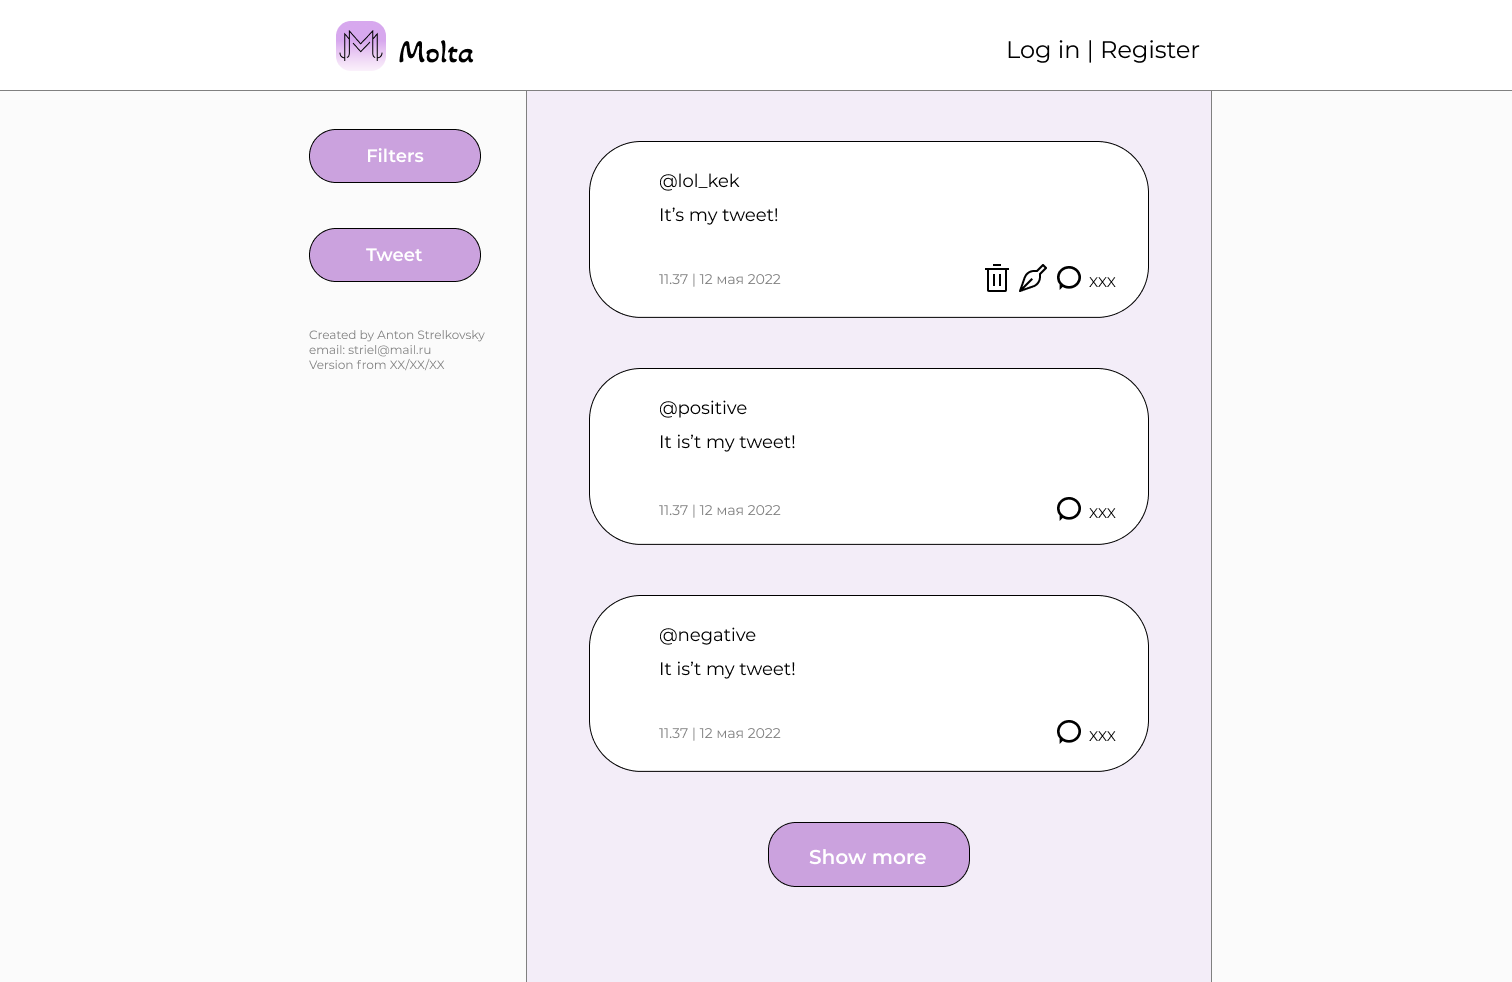 Molta
Log in | Register
Filters
Tweet
Created by Anton Strelkovsky
email: striel@mail.ru
Version from XX/XX/XX
@lol_kek
It’s my tweet!
11.37 | 12 мая 2022
xxx
@positive
It is’t my tweet!
11.37 | 12 мая 2022
xxx
@negative
It is’t my tweet!
11.37 | 12 мая 2022
xxx
Show more